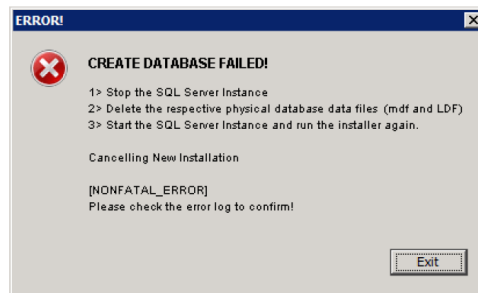 ERROR!
CREATE DATABASE FAILED!
1> Stop the SQL Server Instance
2> Delete the respective physical database data files (mdf and LDF)
3> Start the SQL Server Instance and run the installer again.
Cancelling New Installation
[NONFATAL_ERROR]
Please check the error log to confirm!
Exit